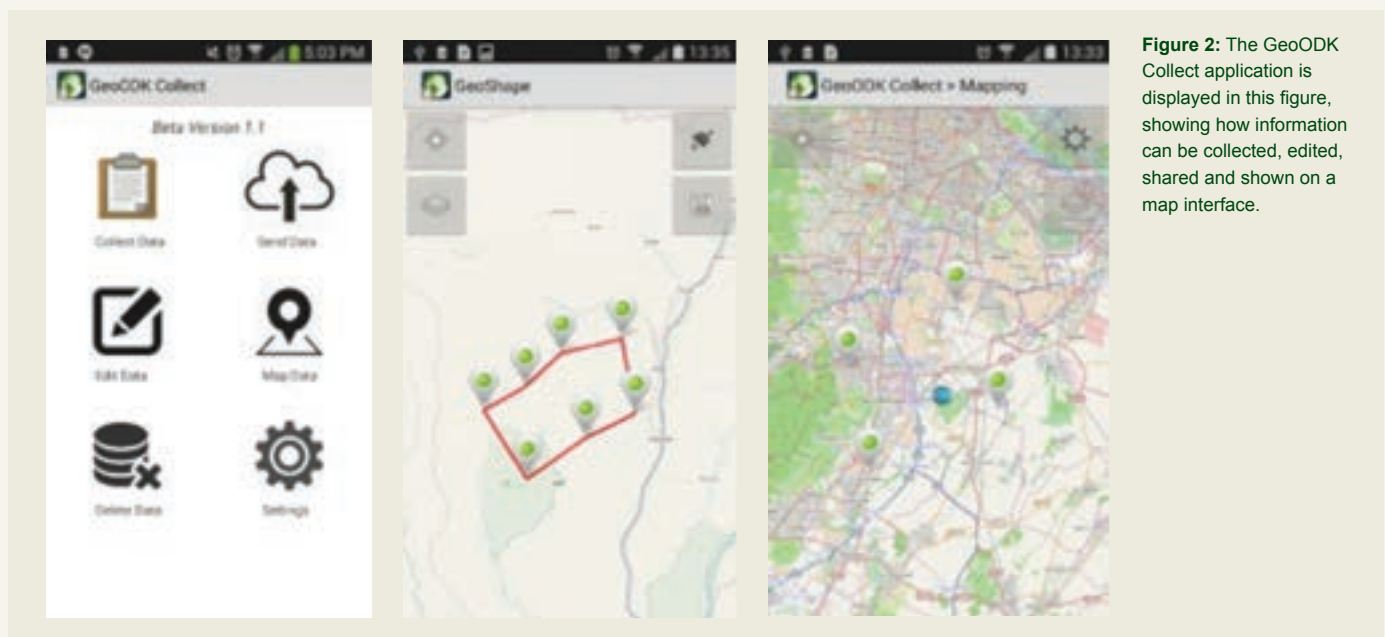 5:03 PM
GeoODK Collect
Beta Version 1.1
Collect Data
Send Data
Edit Data
Map Data
Delete Data
Settings
13:35
GeoShape
13:33
GeoODK Collect > Mapping
Figure 2: The GeoODK
Collect application is
displayed in this figure,
showing how information
can be collected, edited,
shared and shown on a
map interface.